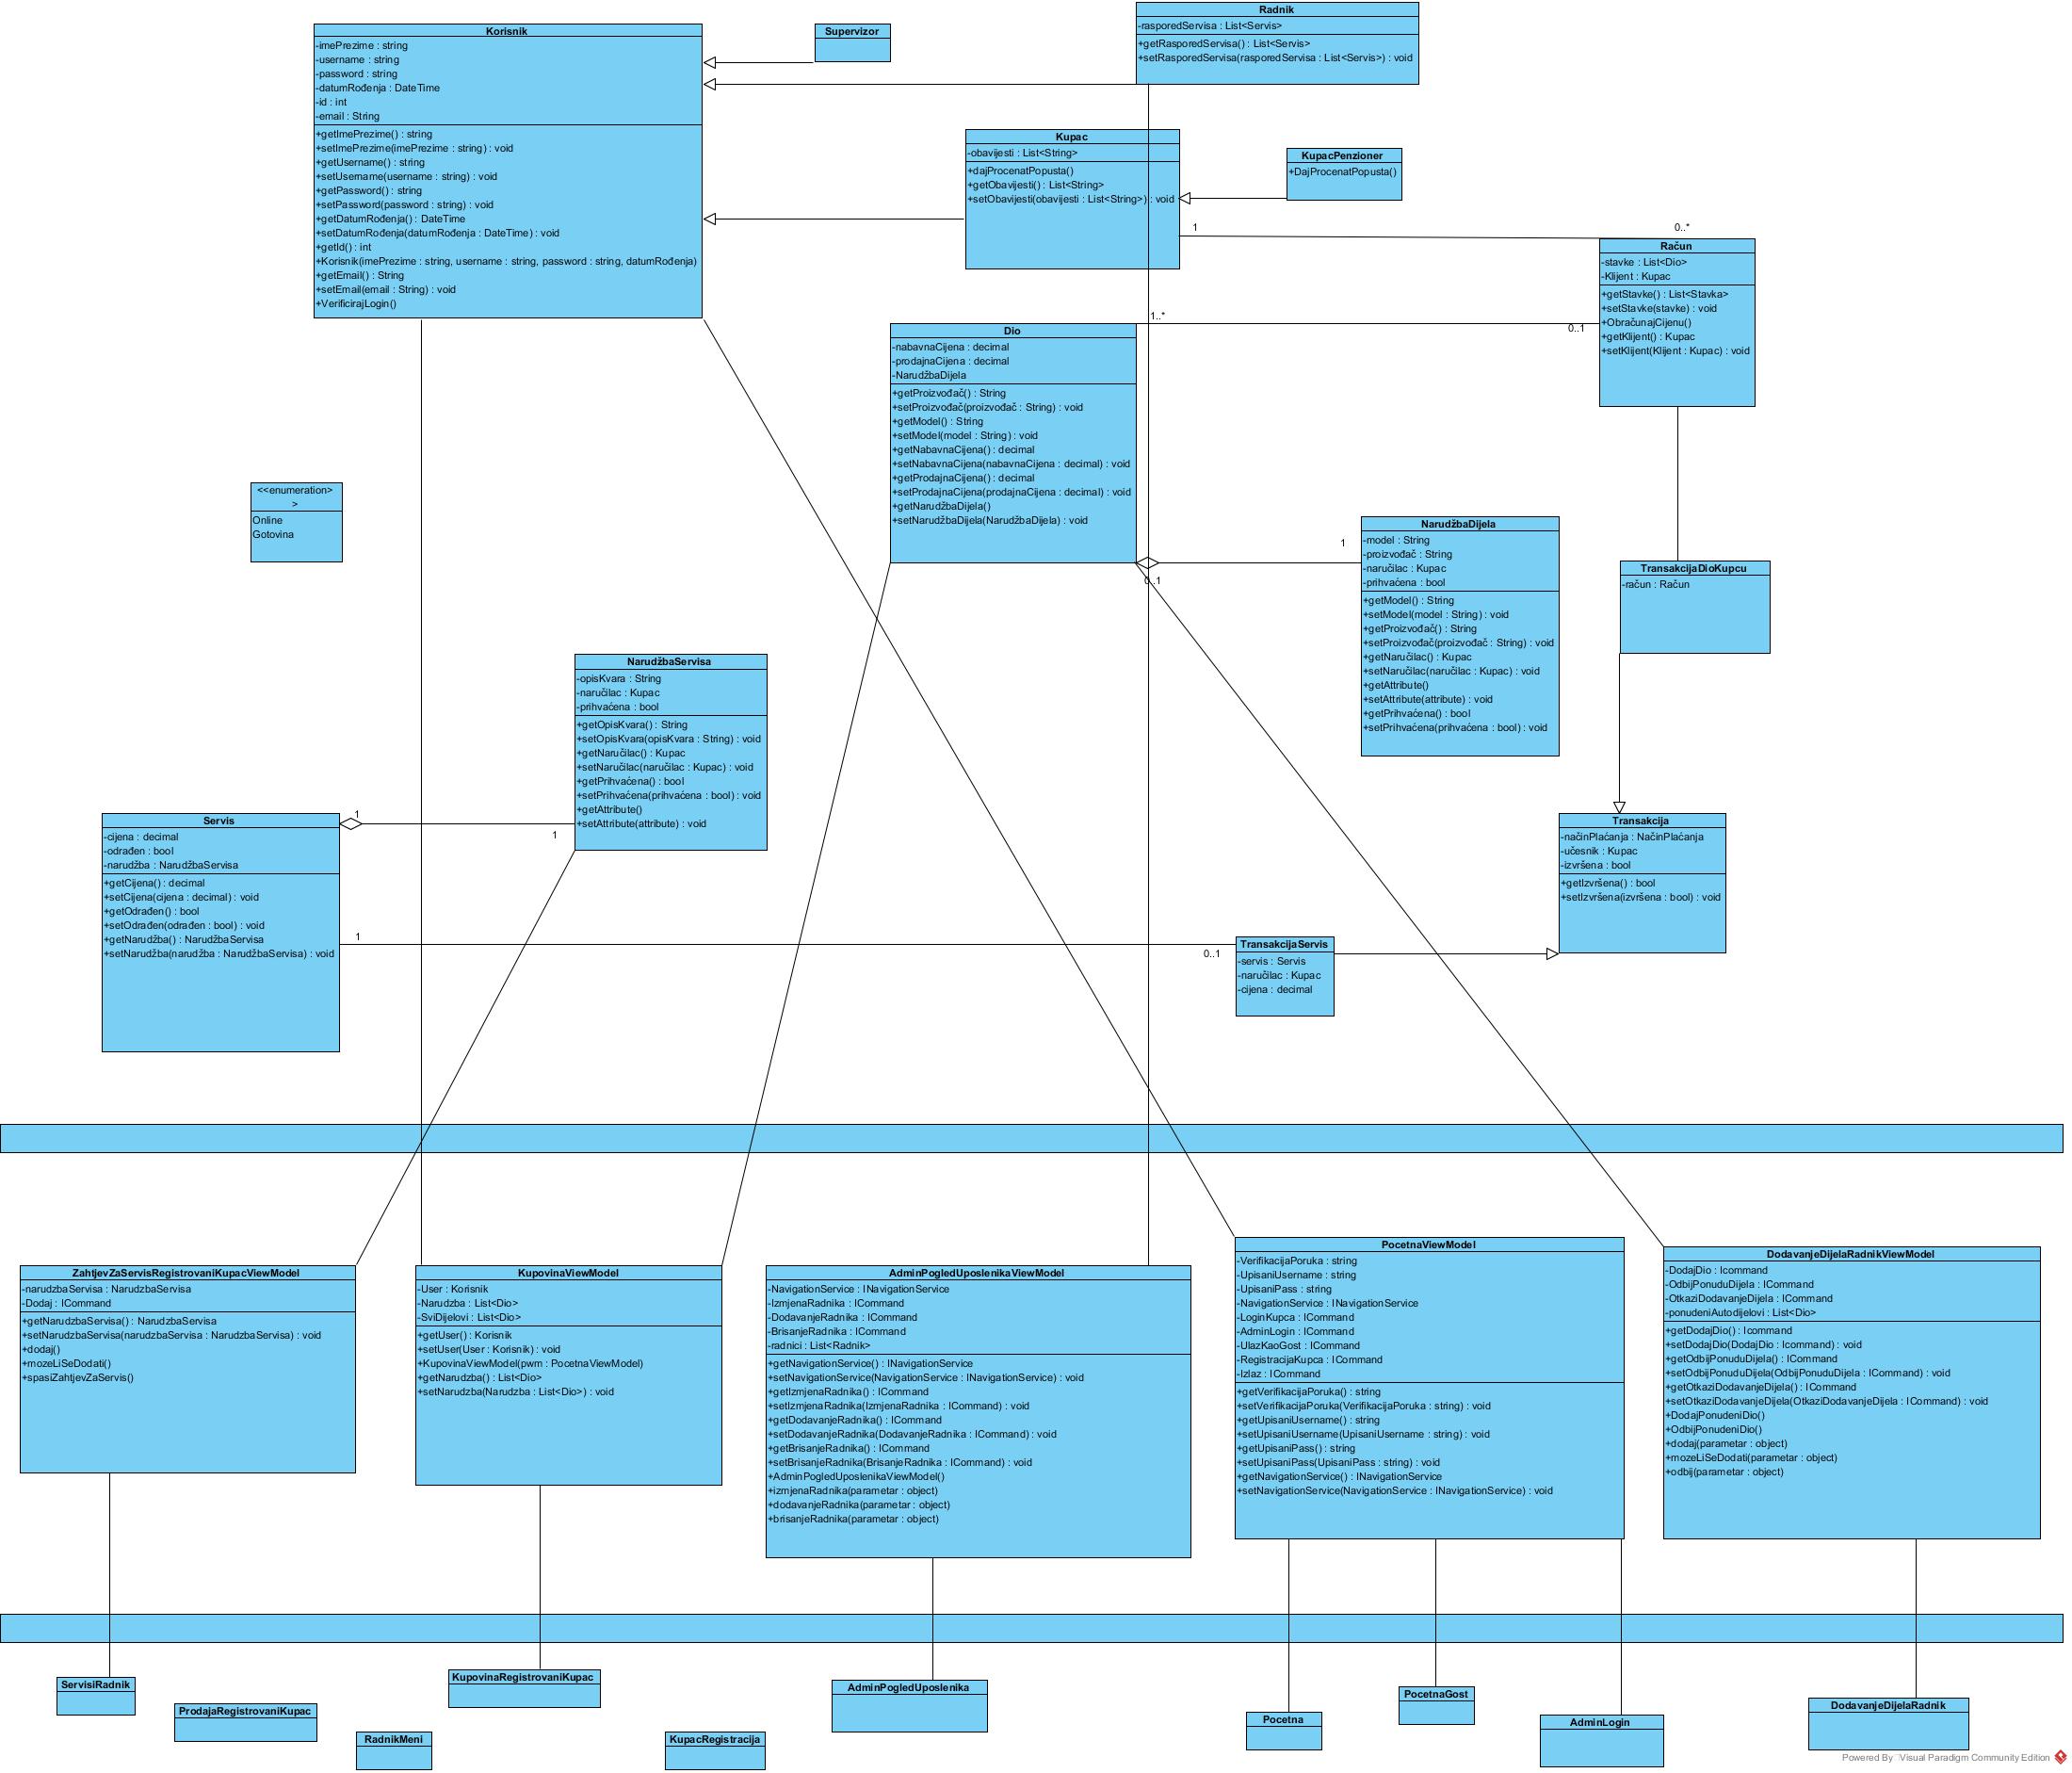 Korisnik
-imePrezime : string
-username : string
-password : string
-datumRođenja : DateTime
-id : int
-email : String
+getImePrezime() : string
+setImePrezime(imePrezime : string) : void
+getUsername() : string
+setUsername(username : string) : void
+getPassword() : string
+setPassword(password : string) : void
+getDatumRođenja() : DateTime
+setDatumRođenja(datumRođenja : DateTime) : void
+getId() : int
+Korisnik(imePrezime : string, username : string, password : string, datumRođenja)
+getEmail() : String
+setEmail(email : String) : void
+VerificirajLogin()
Supervizor
Radnik
-rasporedServisa : List<Servis>
+getRasporedServisa() : List<Servis>
+setRasporedServisa(rasporedServisa : List<Servis>) : void
Kupac
-obavijesti : List<String>
+dajProcenatPopusta()
+getObavijesti() : List<String>
+setObavijesti(obavijesti : List<String>) : void
KupacPenzioner
+DajProcenatPopusta()
1
0..*
Račun
-stavke : List<Dio>
-Klijent : Kupac
+getStavke() : List<Stavka>
+setStavke(stavke) : void
+ObračunajCijenu()
+getKlijent() : Kupac
+setKlijent(Klijent : Kupac) : void
1..*
0..1
Dio
-nabavnaCijena : decimal
-prodajnaCijena : decimal
-NarudžbaDijela
+getProizvođač() : String
+setProizvođač(proizvođač : String) : void
+getModel() : String
+setModel(model : String) : void
+getNabavnaCijena() : decimal
+setNabavnaCijena(nabavnaCijena : decimal) : void
+getProdajnaCijena() : decimal
+setProdajnaCijena(prodajnaCijena : decimal) : void
+getNarudžbaDijela()
+setNarudžbaDijela(NarudžbaDijela) : void
<<enumeration>
>
Online
Gotovina
0..1
1
NarudžbaDijela
-model : String
-proizvođač : String
-naručilac : Kupac
-prihvaćena : bool
+getModel() : String
+setModel(model : String) : void
+getProizvođač() : String
+setProizvođač(proizvođač : String) : void
+getNaručilac() : Kupac
+setNaručilac(naručilac : Kupac) : void
+getAttribute()
+setAttribute(attribute) : void
+getPrihvaćena() : bool
+setPrihvaćena(prihvaćena : bool) : void
TransakcijaDioKupcu
-račun : Račun
NarudžbaServisa
-opisKvara : String
-naručilac : Kupac
-prihvaćena : bool
+getOpisKvara() : String
+setOpisKvara(opisKvara : String) : void
+getNaručilac() : Kupac
+setNaručilac(naručilac : Kupac) : void
+getPrihvaćena() : bool
+setPrihvaćena(prihvaćena : bool) : void
+getAttribute()
+setAttribute(attribute) : void
1
1
Servis
-cijena : decimal
-odrađen : bool
-narudžba : NarudžbaServisa
+getCijena() : decimal
+setCijena(cijena : decimal) : void
+getOdrađen() : bool
+setOdrađen(odrađen : bool) : void
+getNarudžba() : NarudžbaServisa
+setNarudžba(narudžba : NarudžbaServisa) : void
1
0..1
Transakcija
-načinPlaćanja : NačinPlaćanja
-učesnik : Kupac
-izvršena : bool
+getIzvršena() : bool
+setIzvršena(izvršena : bool) : void
TransakcijaServis
-servis : Servis
-naručilac : Kupac
-cijena : decimal
ZahtjevZaServisRegistrovaniKupacViewModel
-narudzbaServisa : NarudzbaServisa
-Dodaj : ICommand
+getNarudzbaServisa() : NarudzbaServisa
+setNarudzbaServisa(narudzbaServisa : NarudzbaServisa) : void
+dodaj()
+mozeLiSeDodati()
+spasiZahtjevZaServis()
KupovinaViewModel
-User : Korisnik
-Narudzba : List<Dio>
-SviDijelovi : List<Dio>
+getUser() : Korisnik
+setUser(User : Korisnik) : void
+KupovinaViewModel(pwm : PocetnaViewModel)
+getNarudzba() : List<Dio>
+setNarudzba(Narudzba : List<Dio>) : void
AdminPogledUposlenikaViewModel
-NavigationService : INavigationService
-IzmjenaRadnika : ICommand
-DodavanjeRadnika : ICommand
-BrisanjeRadnika : ICommand
-radnici : List<Radnik>
+getNavigationService() : INavigationService
+setNavigationService(NavigationService : INavigationService) : void
+getIzmjenaRadnika() : ICommand
+setIzmjenaRadnika(IzmjenaRadnika : ICommand) : void
+getDodavanjeRadnika() : ICommand
+setDodavanjeRadnika(DodavanjeRadnika : ICommand) : void
+getBrisanjeRadnika() : ICommand
+setBrisanjeRadnika(BrisanjeRadnika : ICommand) : void
+AdminPogledUposlenikaViewModel()
+izmjenaRadnika(parametar : object)
+dodavanjeRadnika(parametar : object)
+brisanjeRadnika(parametar : object)
PocetnaViewModel
-VerifikacijaPoruka : string
-UpisaniUsername : string
-UpisaniPass : string
-NavigationService : INavigationService
-LoginKupca : ICommand
-AdminLogin : ICommand
-UlazKaoGost : ICommand
-RegistracijaKupca : ICommand
-Izlaz : ICommand
+getVerifikacijaPoruka() : string
+setVerifikacijaPoruka(VerifikacijaPoruka : string) : void
+getUpisaniUsername() : string
+setUpisaniUsername(UpisaniUsername : string) : void
+getUpisaniPass() : string
+setUpisaniPass(UpisaniPass : string) : void
+getNavigationService() : INavigationService
+setNavigationService(NavigationService : INavigationService) : void
DodavanjeDijelaRadnikViewModel
-DodajDio : Icommand
-OdbijPonuduDijela : ICommand
-OtkaziDodavanjeDijela : ICommand
-ponudeniAutodijelovi : List<Dio>
+getDodajDio() : Icommand
+setDodajDio(DodajDio : Icommand) : void
+getOdbijPonuduDijela() : ICommand
+setOdbijPonuduDijela(OdbijPonuduDijela : ICommand) : void
+getOtkaziDodavanjeDijela() : ICommand
+setOtkaziDodavanjeDijela(OtkaziDodavanjeDijela : ICommand) : void
+DodajPonudeniDio()
+OdbijPonudeniDio()
+dodaj(parametar : object)
+mozeLiSeDodati(parametar : object)
+odbij(parametar : object)
ServisiRadnik
ProdajaRegistrovaniKupac
RadnikMeni
KupovinaRegistrovaniKupac
KupacRegistracija
AdminPogledUposlenika
Pocetna
PocetnaGost
AdminLogin
DodavanjeDijelaRadnik
Powered By Visual Paradigm Community Edition